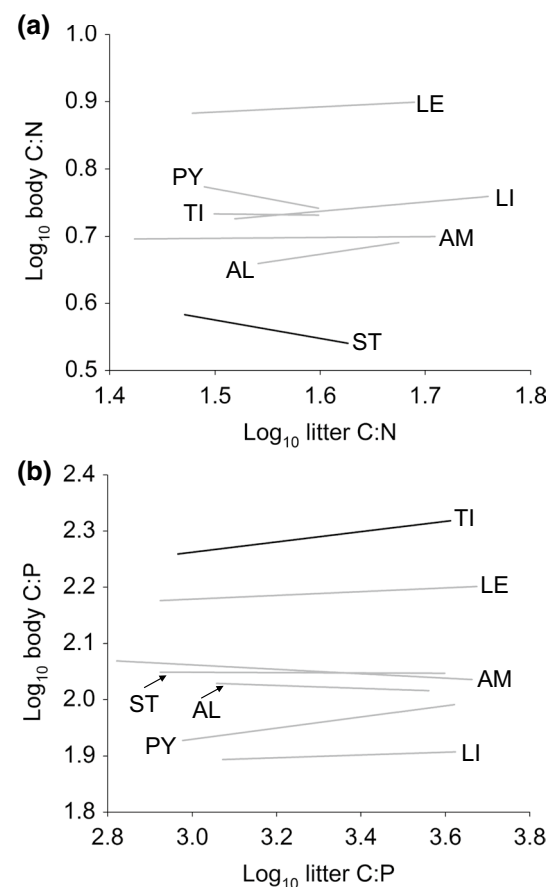 (a)
1.0
0.9
0.8
0.7
0.6
0.5
Log10 body C:N
LE
PY
LI
TI
AM
AL
ST
1.4 1.5 1.6 1.7 1.8
Log10 litter C:N
(b)
2.4
2.3
2.2
2.1
2.0
1.9
1.8
Log10 body C:P
TI
LE
AM
ST
AL
PY
LI
2.8 3.0 3.2 3.4 3.6 3.8
Log10 litter C:P